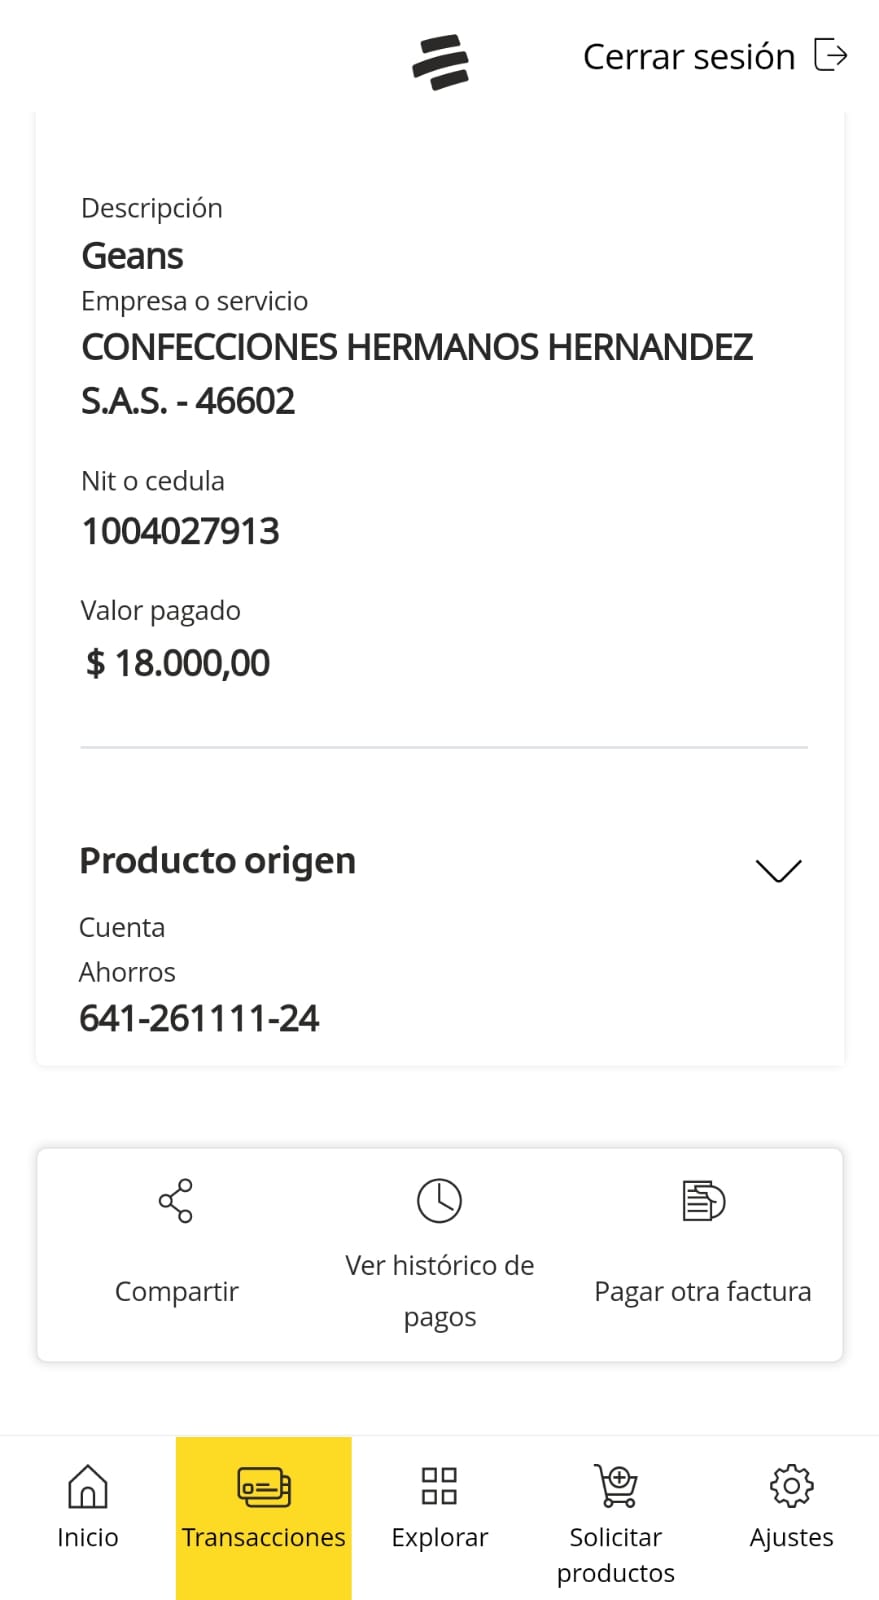 Cerrar sesión
Descripción
Geans
Empresa o servicio
CONFECCIONES HERMANOS HERNANDEZ
S.A.S. - 46602
Nit o cedula
1004027913
Valor pagado
$ 18.000,00
Producto origen
Cuenta
Ahorros
641-261111-24
Compartir
Ver histórico de
pagos
Pagar otra factura
Inicio
Transacciones
Explorar
Solicitar
productos
Ajustes